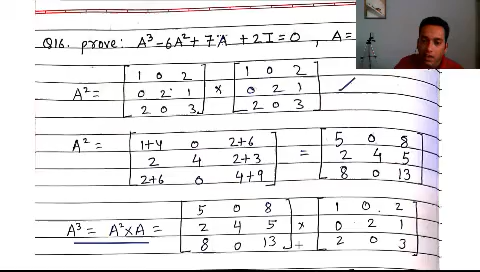 Q16. prove: A³ - 6A² + 7A + 2I = 0 , A =
A² = [1 0 2; 0 2 1; 2 0 3] × [1 0 2; 0 2 1; 2 0 3]
A² = [1+4 0 2+6; 2 4 2+3; 2+6 0 4+9] = [5 0 8; 2 4 5; 8 0 13]
A³ = A² × A = [5 0 8; 2 4 5; 8 0 13] × [1 0 2; 0 2 1; 2 0 3]